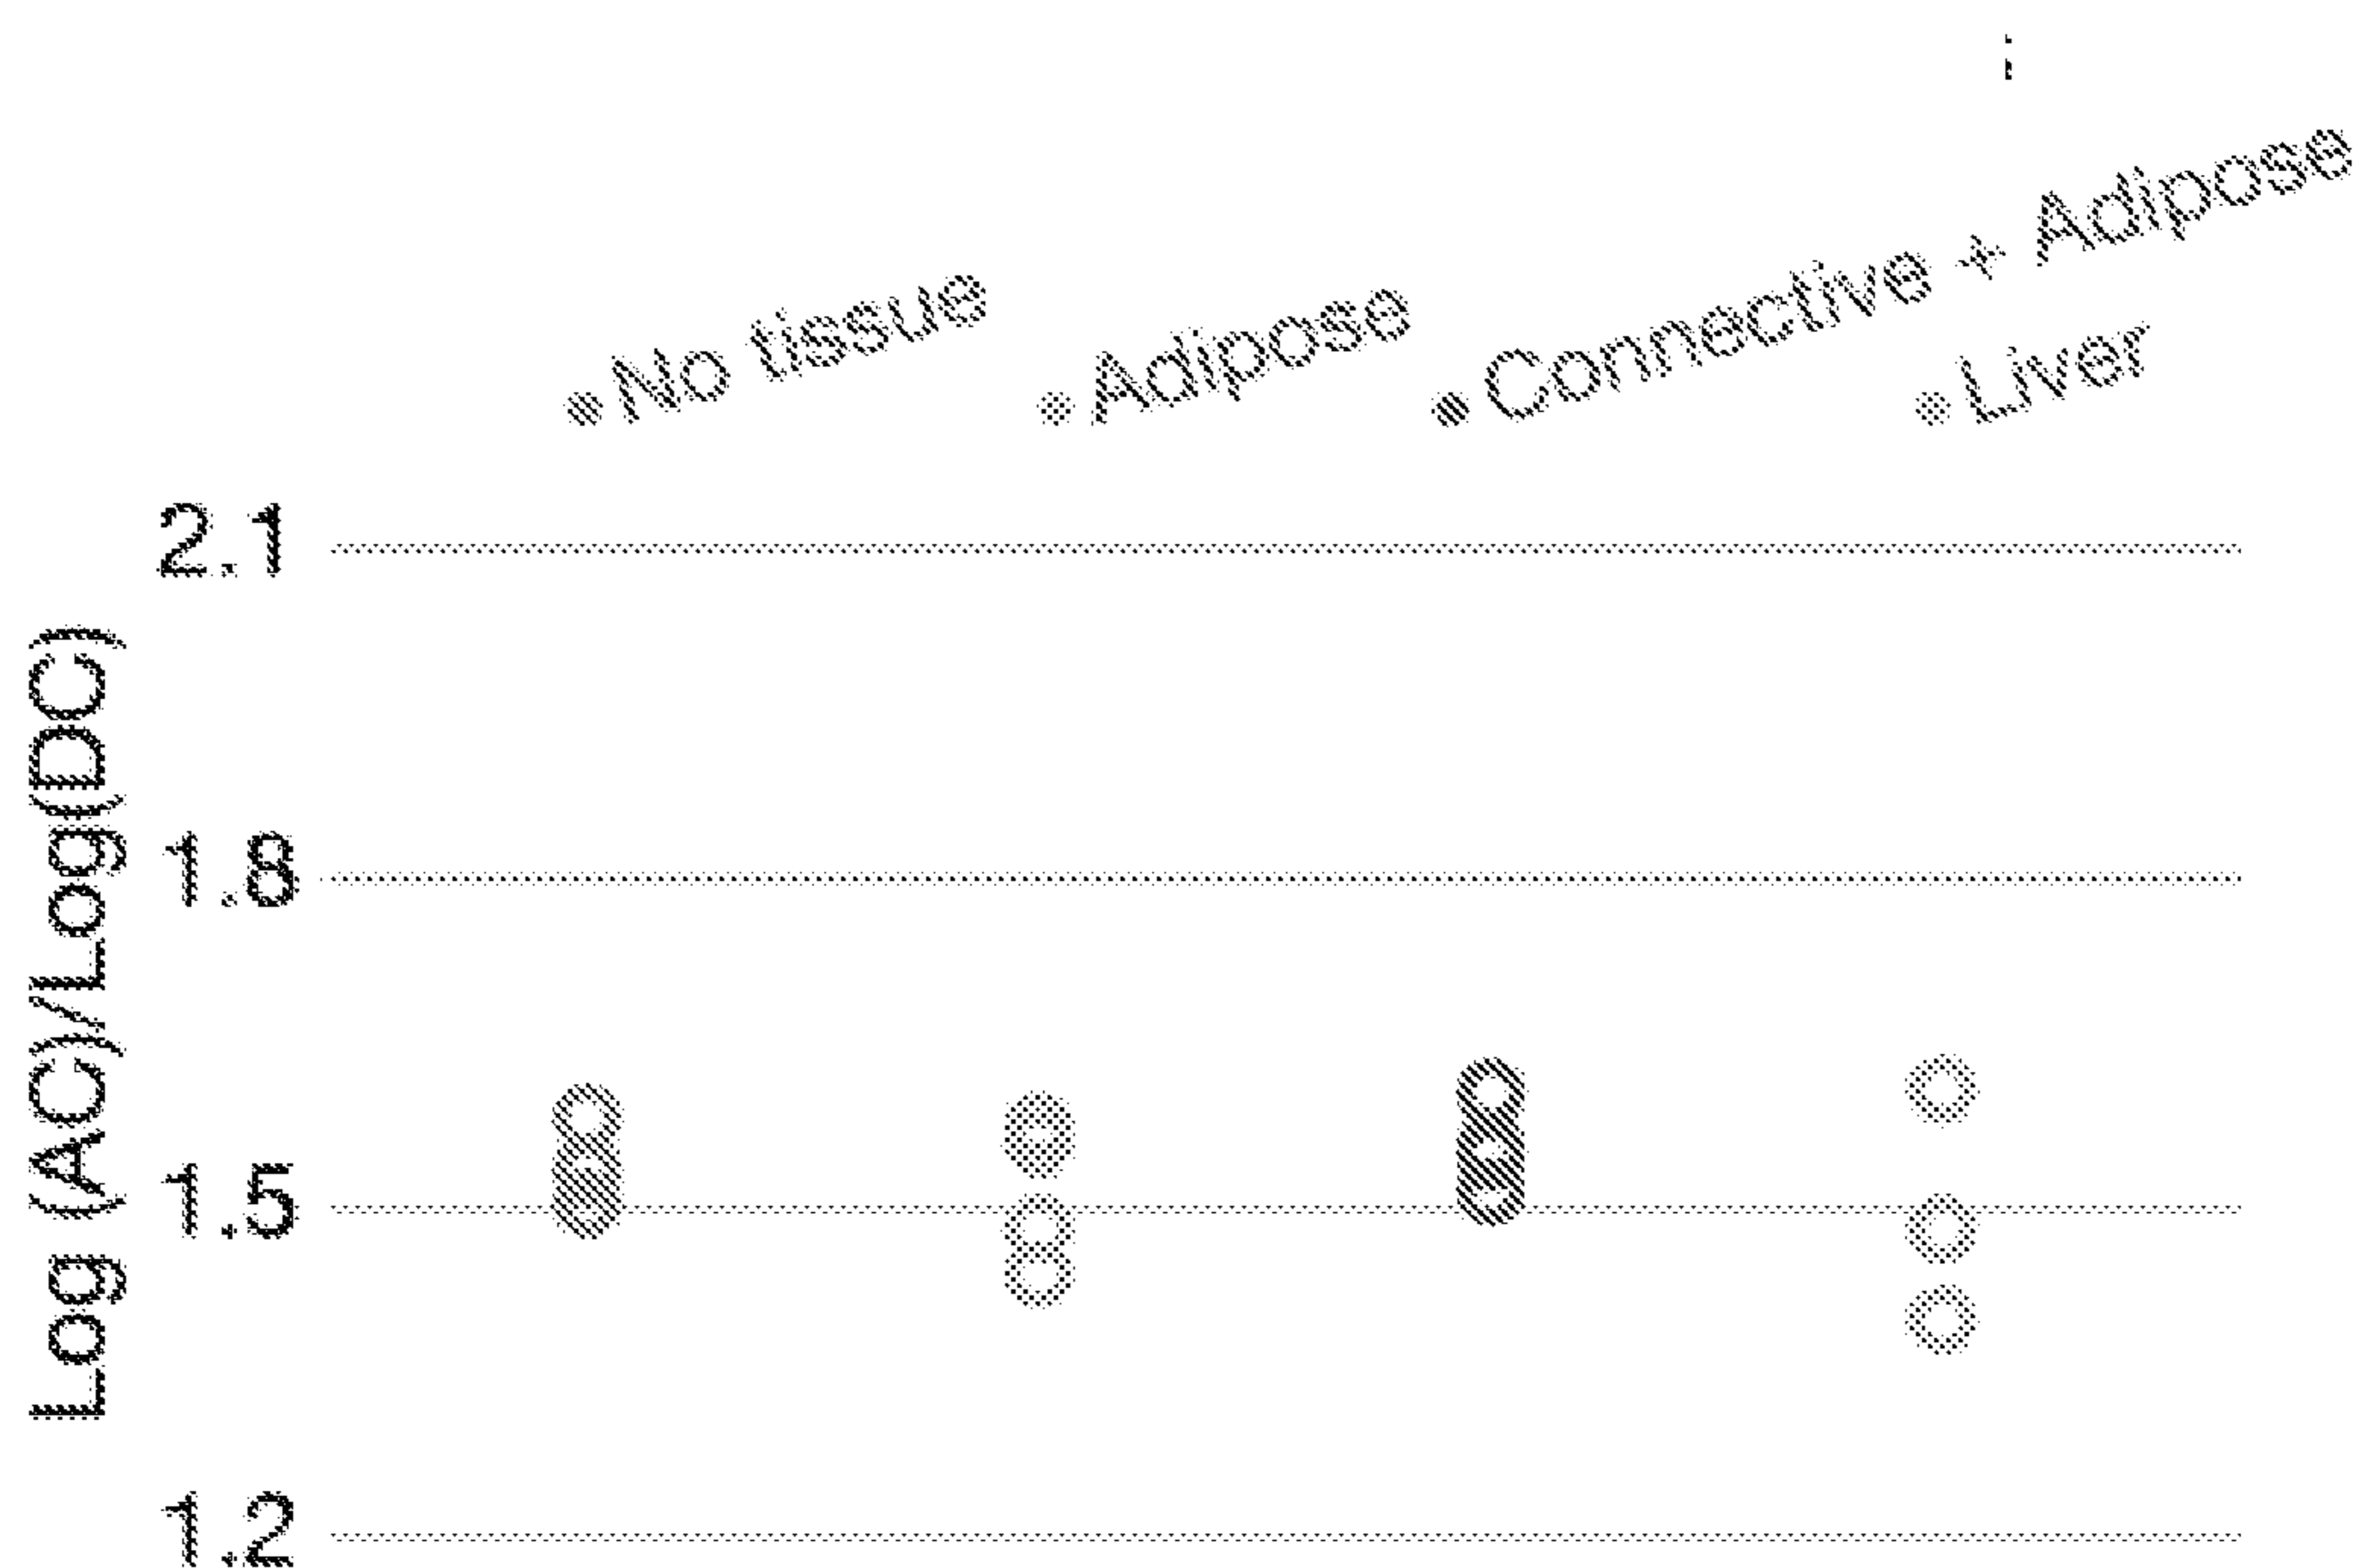 No tissue
Adipose
Connective + Adipose
Liver
2.1
1.8
1.5
1.2
Log (AC)/Log(DC)